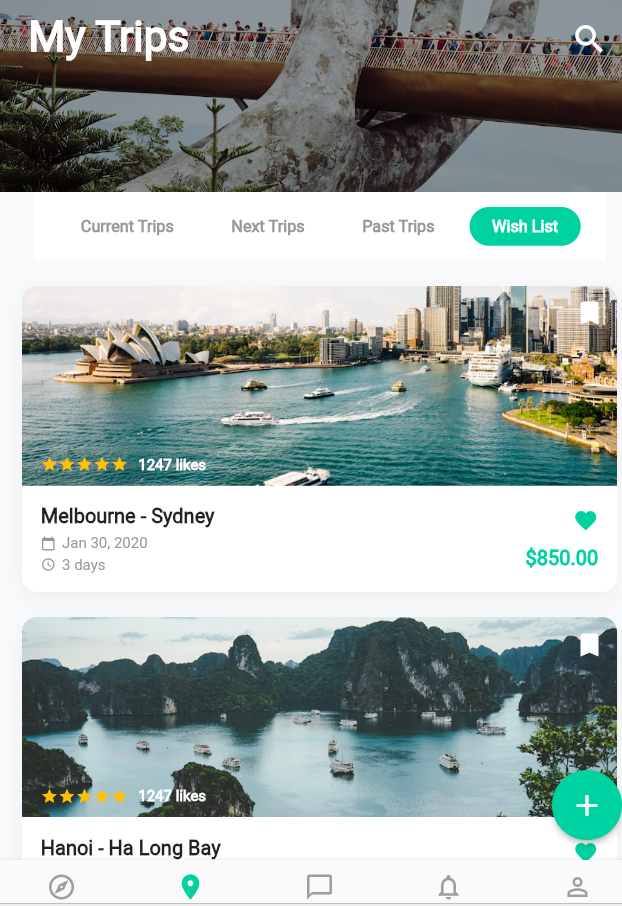 My Trips
Current Trips Next Trips Past Trips Wish List
1247 likes
Melbourne - Sydney
Jan 30, 2020
3 days
$850.00
1247 likes
Hanoi - Ha Long Bay